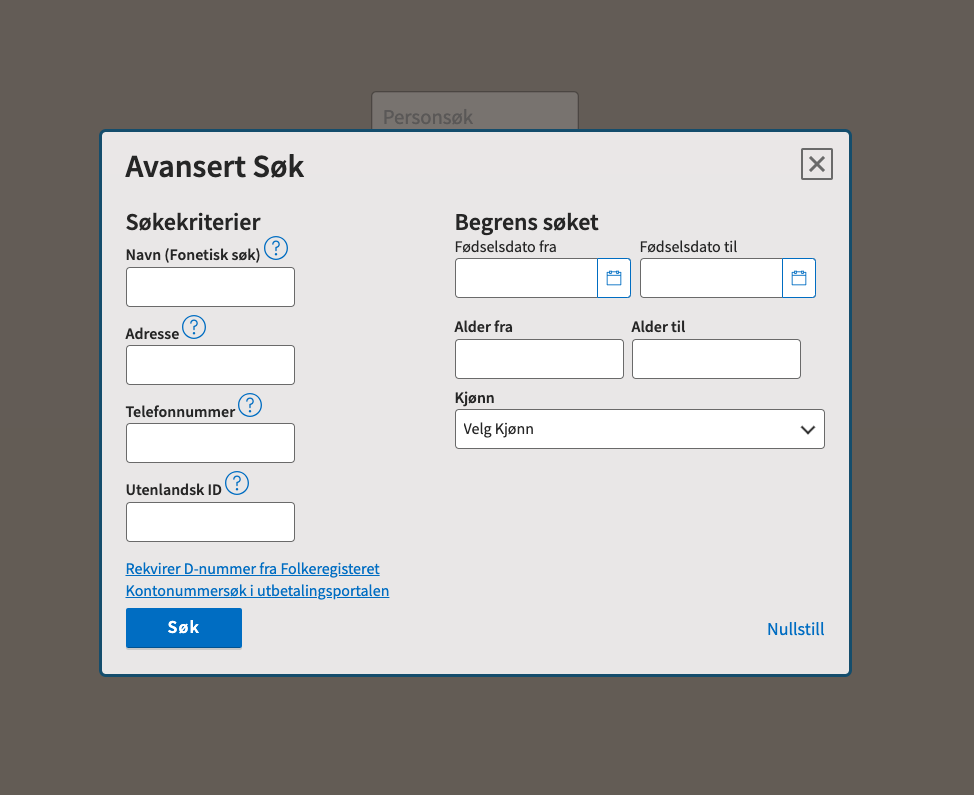 Personsøk
Avansert Søk
Søkekriterier
Navn (Fonetisk søk) ?
Adresse ?
Telefonnummer ?
Utenlandsk ID ?
Begrens søket
Fødselsdato fra
Fødselsdato til
Alder fra
Alder til
Kjønn
Velg Kjønn
Rekvirer D-nummer fra Folkeregisteret
Kontonummersøk i utbetalingsportalen
Søk
Nullstill